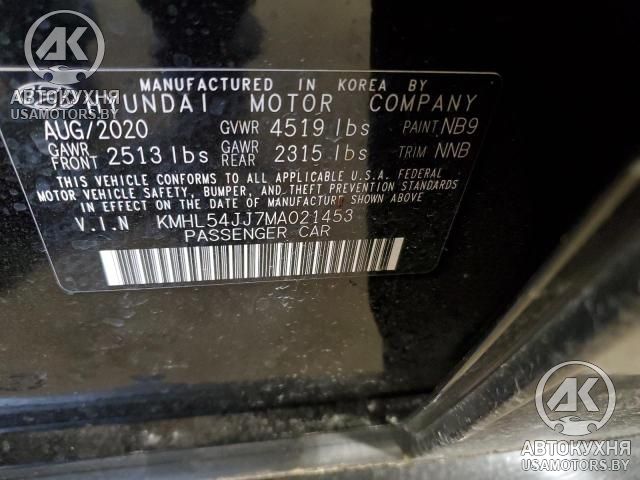 AK
АВТОКУХНЯ
USAMOTORS.BY
MANUFACTURED IN KOREA BY
HYUNDAI MOTOR COMPANY
AUG/2020 GVWR 4519 lbs PAINT NB9
GAWR FRONT 2513 lbs GAWR REAR 2315 lbs TRIM NNB
THIS VEHICLE CONFORMS TO ALL APPLICABLE U.S.A. FEDERAL
MOTOR VEHICLE SAFETY, BUMPER, AND THEFT PREVENTION STANDARDS
IN EFFECT ON THE DATE OF MANUFACTURE SHOWN ABOVE.
V.I.N KMHL54JJ7MA021453
PASSENGER CAR
AK
АВТОКУХНЯ
USAMOTORS.BY